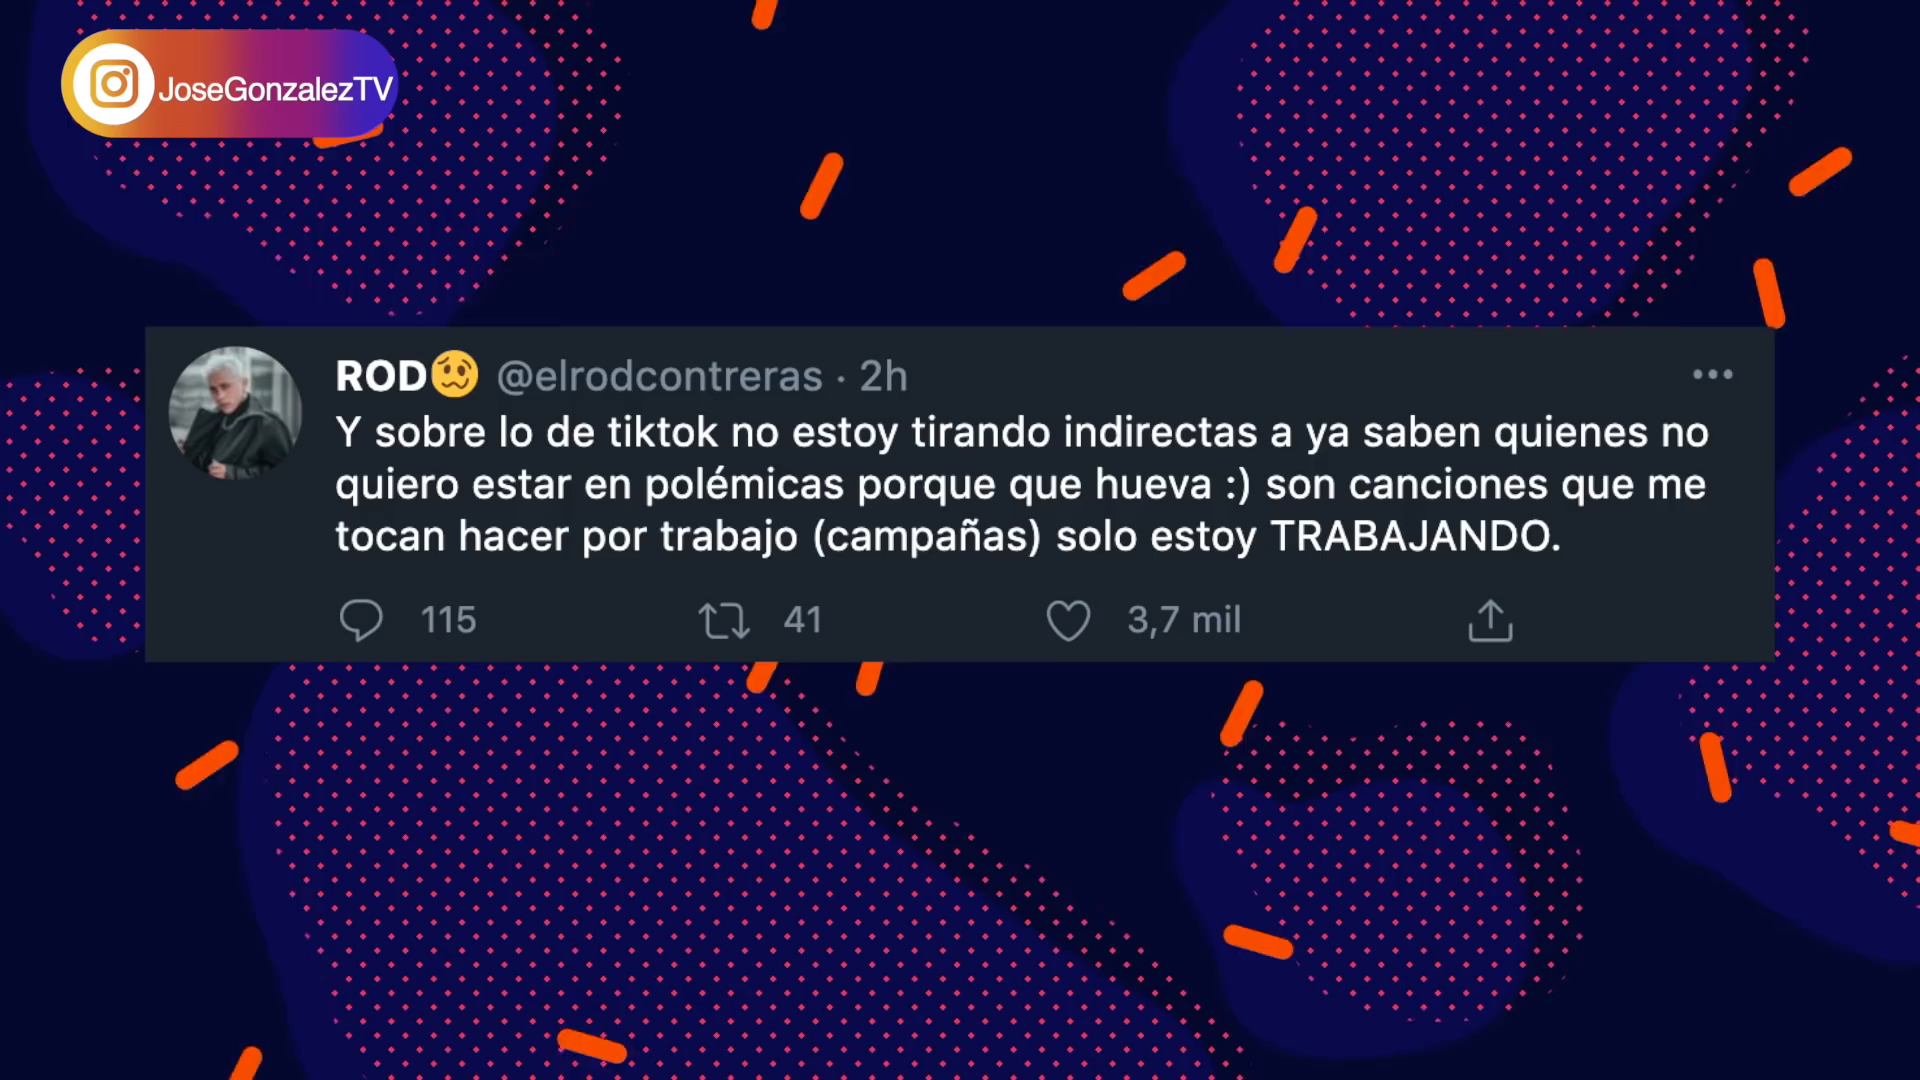 JoseGonzalezTV
ROD🥴 @elrodcontreras · 2h
Y sobre lo de tiktok no estoy tirando indirectas a ya saben quienes no
quiero estar en polémicas porque que hueva :) son canciones que me
tocan hacer por trabajo (campañas) solo estoy TRABAJANDO.
115 41 3,7 mil